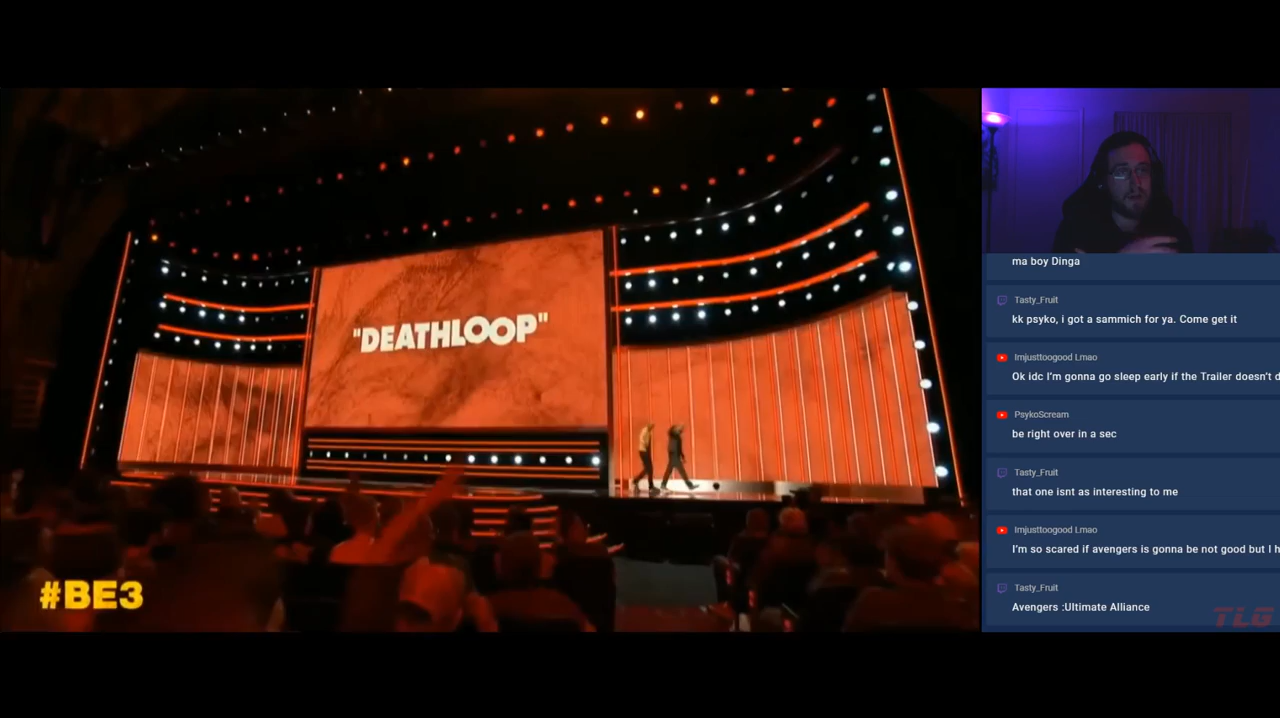 "DEATHLOOP"
#BE3
ma boy Dinga
Tasty_Fruit
kk psyko, i got a sammich for ya. Come get it
Imjusttoogood Lmao
Ok idc I'm gonna go sleep early if the Trailer doesn't d
PsykoScream
be right over in a sec
Tasty_Fruit
that one isnt as interesting to me
Imjusttoogood Lmao
I'm so scared if avengers is gonna be not good but I h
Tasty_Fruit
Avengers :Ultimate Alliance
TLG